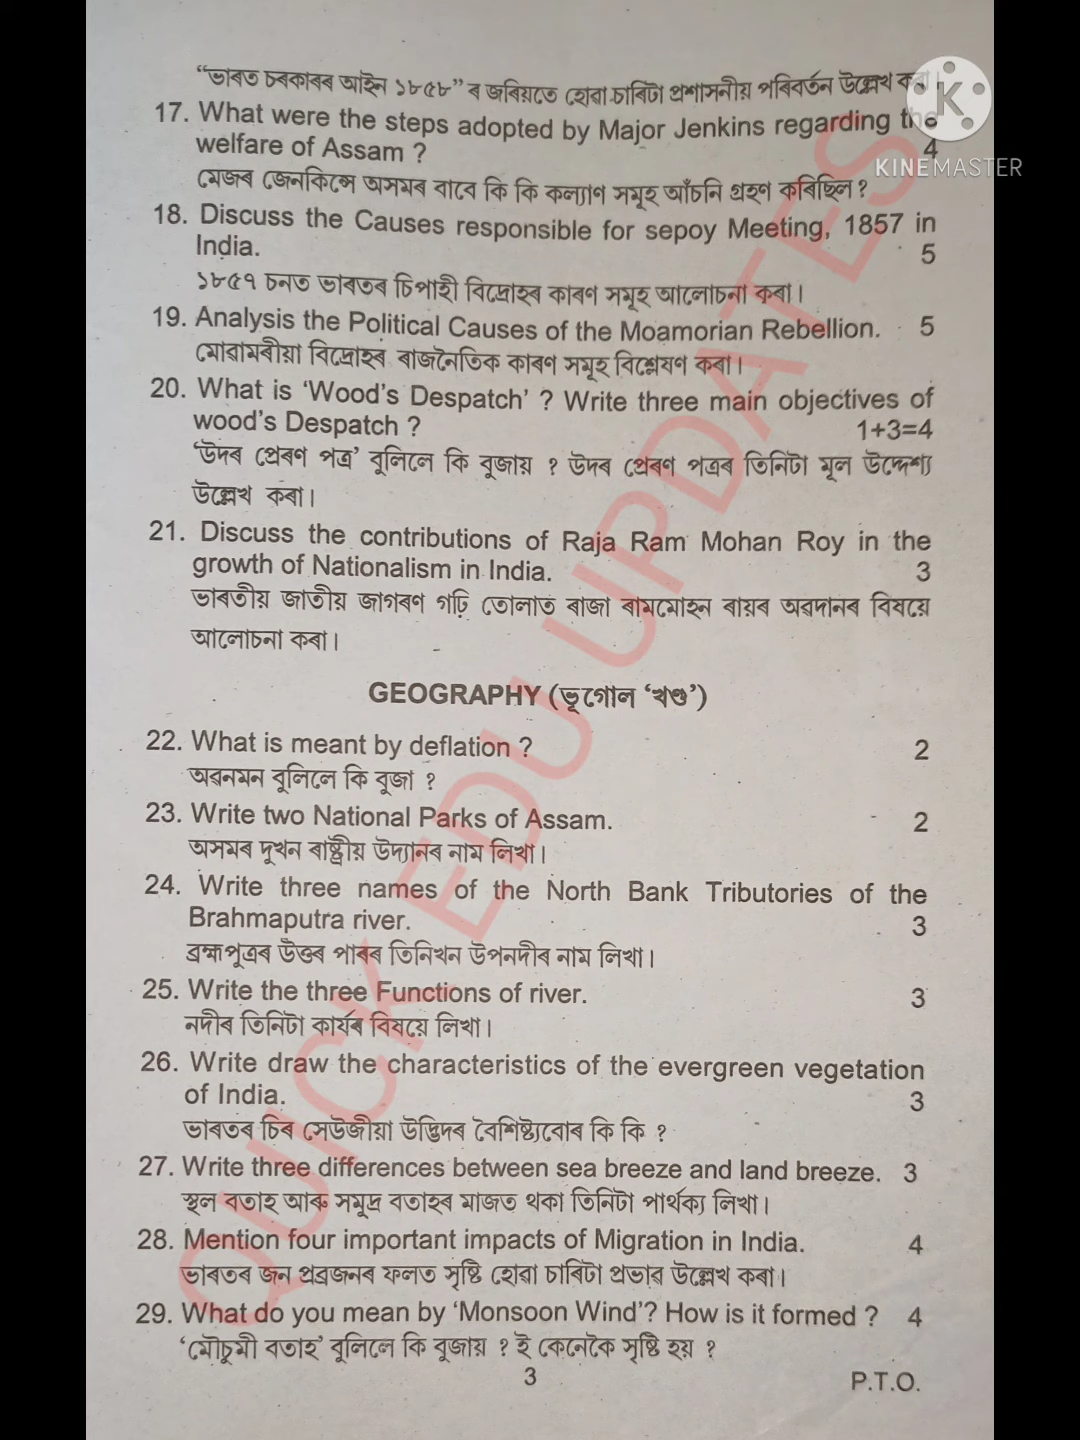 “ভাৰত চৰকাৰৰ আইন ১৮৫৮” ৰ জৰিয়তে হোৱা চাৰিটা প্ৰশাসনীয় পৰিবৰ্তন উল্লেখ কৰা।
17. What were the steps adopted by Major Jenkins regarding the
welfare of Assam ? 4
K
KINEMASTER
মেজৰ জেনকিন্সে অসমৰ বাবে কি কি কল্যাণ সমূহ আঁচনি গ্ৰহণ কৰিছিল ?
18. Discuss the Causes responsible for sepoy Meeting, 1857 in
India. 5
১৮৫৭ চনত ভাৰতৰ চিপাহী বিদ্ৰোহৰ কাৰণ সমূহ আলোচনা কৰা।
19. Analysis the Political Causes of the Moamorian Rebellion. 5
মোৱামৰীয়া বিদ্ৰোহৰ ৰাজনৈতিক কাৰণ সমূহ বিশ্লেষণ কৰা।
20. What is ‘Wood’s Despatch’ ? Write three main objectives of
wood’s Despatch ? 1+3=4
‘উদৰ প্ৰেৰণ পত্ৰ’ বুলিলে কি বুজায় ? উদৰ প্ৰেৰণ পত্ৰৰ তিনিটা মূল উদ্দেশ্য
উল্লেখ কৰা।
21. Discuss the contributions of Raja Ram Mohan Roy in the
growth of Nationalism in India. 3
ভাৰতীয় জাতীয় জাগৰণ গঢ়ি তোলাত ৰাজা ৰামমোহন ৰায়ৰ অৱদানৰ বিষয়ে
আলোচনা কৰা।
GEOGRAPHY (ভূগোল ‘খণ্ড’)
22. What is meant by deflation ? 2
অৱনমন বুলিলে কি বুজা ?
23. Write two National Parks of Assam. 2
অসমৰ দুখন ৰাষ্ট্ৰীয় উদ্যানৰ নাম লিখা।
24. Write three names of the North Bank Tributories of the
Brahmaputra river. 3
ব্ৰহ্মপুত্ৰৰ উত্তৰ পাৰৰ তিনিখন উপনদীৰ নাম লিখা।
25. Write the three Functions of river. 3
নদীৰ তিনিটা কাৰ্যৰ বিষয়ে লিখা।
26. Write draw the characteristics of the evergreen vegetation
of India. 3
ভাৰতৰ চিৰ সেউজীয়া উদ্ভিদৰ বৈশিষ্ট্যবোৰ কি কি ?
27. Write three differences between sea breeze and land breeze. 3
স্থল বতাহ আৰু সমুদ্ৰ বতাহৰ মাজত থকা তিনিটা পাৰ্থক্য লিখা।
28. Mention four important impacts of Migration in India. 4
ভাৰতৰ জন প্ৰব্ৰজনৰ ফলত সৃষ্টি হোৱা চাৰিটা প্ৰভাৱ উল্লেখ কৰা।
29. What do you mean by ‘Monsoon Wind’? How is it formed ? 4
‘মৌচুমী বতাহ’ বুলিলে কি বুজায় ? ই কেনেকৈ সৃষ্টি হয় ?
3
P.T.O.
QUICK EDU UPDATES